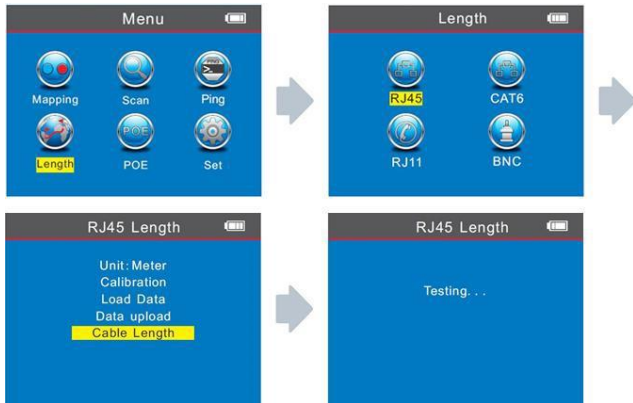 Menu
Mapping Scan Ping
Length POE Set
Length
RJ45 CAT6
RJ11 BNC
RJ45 Length
Unit: Meter
Calibration
Load Data
Data upload
Cable Length
RJ45 Length
Testing. . .